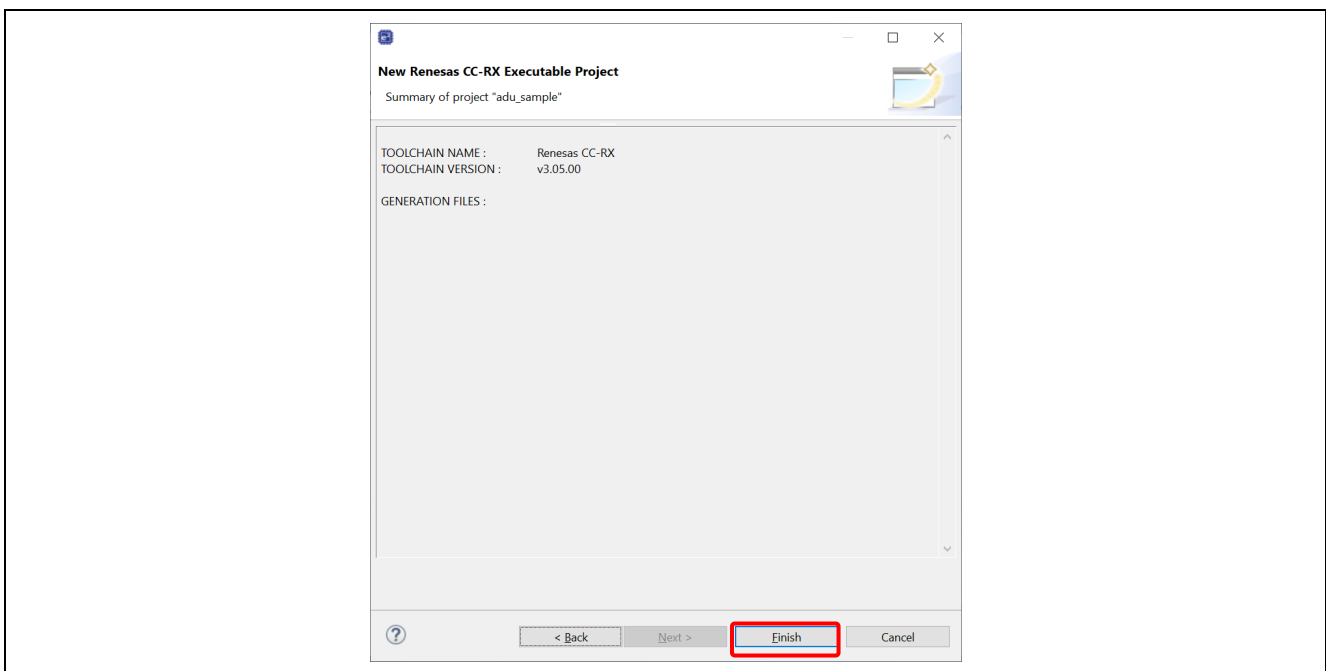 New Renesas CC-RX Executable Project
Summary of project "adu_sample"
TOOLCHAIN NAME : Renesas CC-RX
TOOLCHAIN VERSION : v3.05.00
GENERATION FILES :
? < Back Next > Finish Cancel